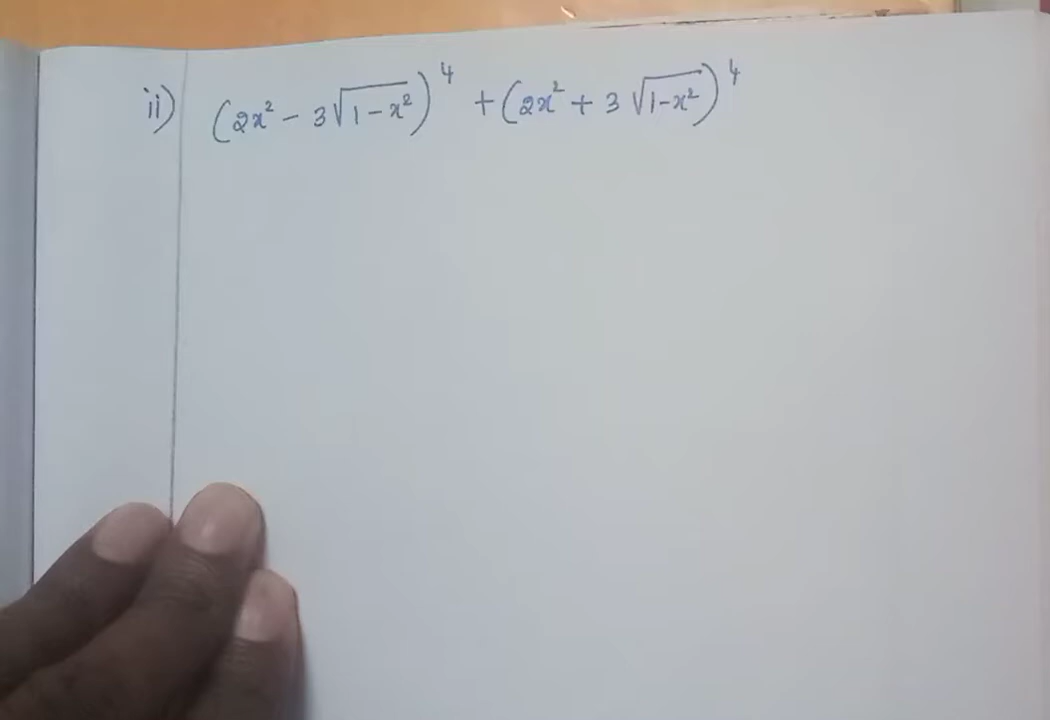 ii) (2x² - 3√(1-x²))⁴ + (2x² + 3√(1-x²))⁴